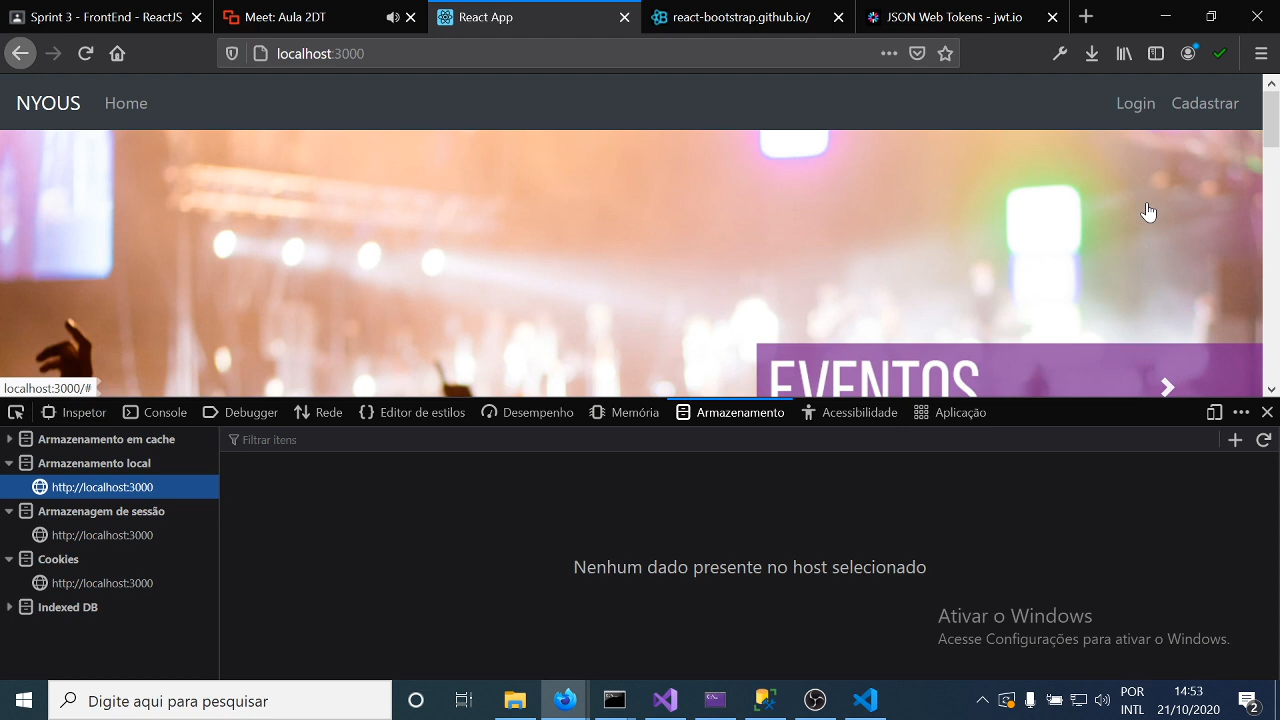 Sprint 3 - FrontEnd - ReactJS
Meet: Aula 2DT
React App
react-bootstrap.github.io/
JSON Web Tokens - jwt.io
localhost:3000
NYOUS
Home
Login
Cadastrar
EVENTOS
localhost:3000/#
Inspetor
Console
Debugger
Rede
Editor de estilos
Desempenho
Memória
Armazenamento
Acessibilidade
Aplicação
Armazenamento em cache
Filtrar itens
Armazenamento local
http://localhost:3000
Armazenagem de sessão
http://localhost:3000
Cookies
http://localhost:3000
Indexed DB
Nenhum dado presente no host selecionado
Ativar o Windows
Acesse Configurações para ativar o Windows.
Digite aqui para pesquisar
POR
INTL
14:53
21/10/2020
2